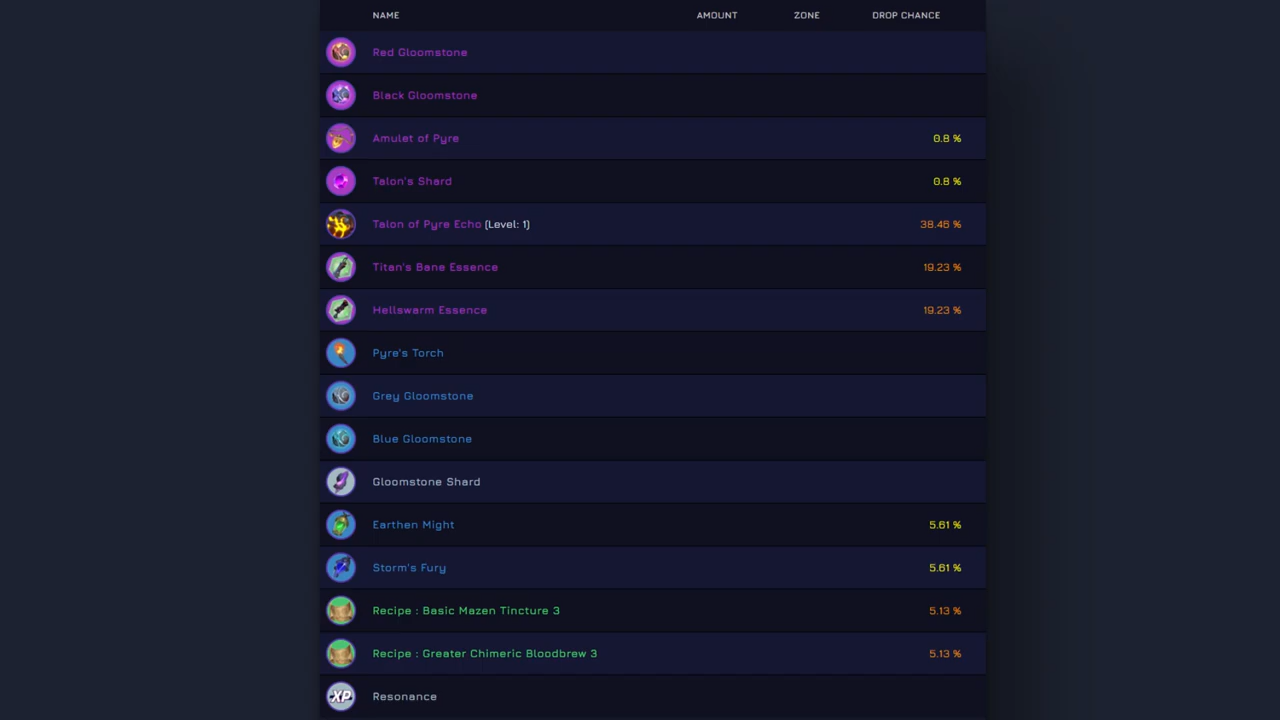 NAME AMOUNT ZONE DROP CHANCE
Red Gloomstone
Black Gloomstone
Amulet of Pyre 0.8 %
Talon's Shard 0.8 %
Talon of Pyre Echo (Level: 1) 38.46 %
Titan's Bane Essence 19.23 %
Hellswarm Essence 19.23 %
Pyre's Torch
Grey Gloomstone
Blue Gloomstone
Gloomstone Shard
Earthen Might 5.61 %
Storm's Fury 5.61 %
Recipe : Basic Mazen Tincture 3 5.13 %
Recipe : Greater Chimeric Bloodbrew 3 5.13 %
XP Resonance